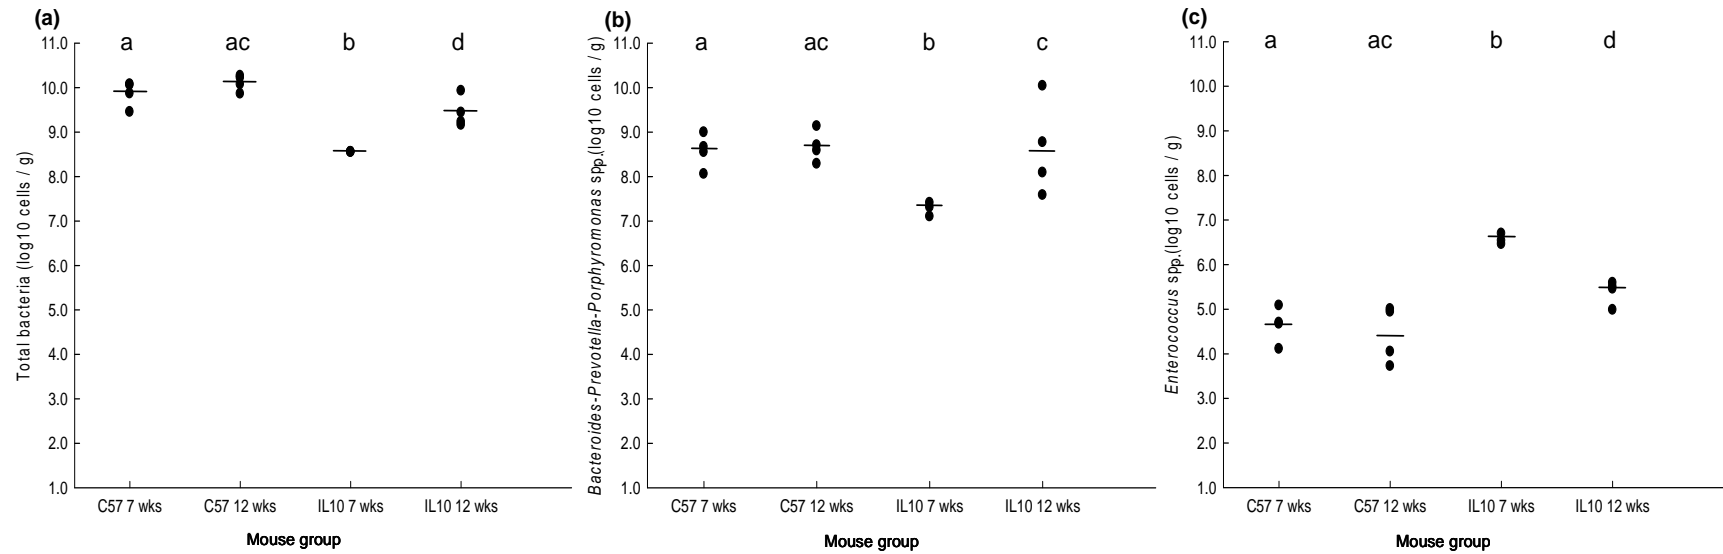 (a)
a ac b d
Total bacteria (log10 cells / g)
11.0
10.0
9.0
8.0
7.0
6.0
5.0
4.0
3.0
2.0
1.0
C57 7 wks C57 12 wks IL10 7 wks IL10 12 wks
Mouse group
(b)
a ac b c
Bacteroides-Prevotella-Porphyromonas spp.(log10 cells / g)
11.0
10.0
9.0
8.0
7.0
6.0
5.0
4.0
3.0
2.0
1.0
C57 7 wks C57 12 wks IL10 7 wks IL10 12 wks
Mouse group
(c)
a ac b d
Enterococcus spp.(log10 cells / g)
11.0
10.0
9.0
8.0
7.0
6.0
5.0
4.0
3.0
2.0
1.0
C57 7 wks C57 12 wks IL10 7 wks IL10 12 wks
Mouse group